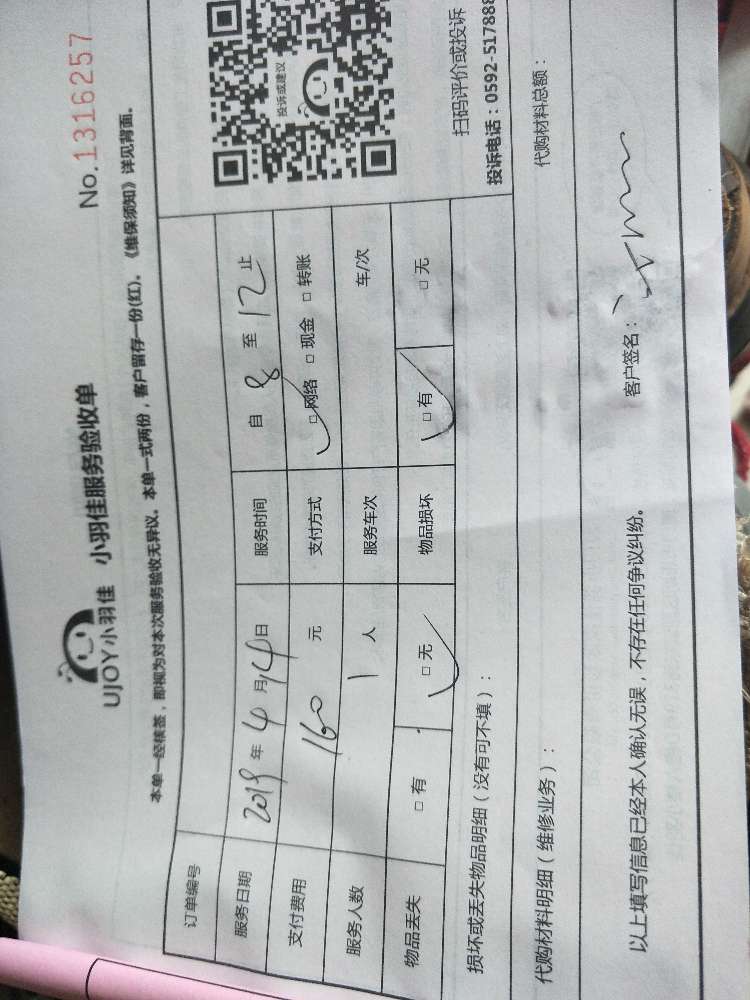 UJOY小羽佳 小羽佳服务验收单
No.1316257
本单一经核签，即视为对本次服务验收无异议。本单一式两份，客户留存一份(红)。《维保须知》详见背面。
订单编号
服务日期 2019 年 4 月 14 日 服务时间 自 8 至 12 止
支付费用 160 元 支付方式 □网络 □现金 □转账
服务人数 1 人 服务车次 车/次
物品丢失 □有 □无 物品损坏 □有 □无
投诉或建议
扫码评价或投诉
投诉电话：0592-517888
损坏或丢失物品明细（没有可不填）：
代购材料明细（维修业务）： 代购材料总额：
以上填写信息已经本人确认无误，不存在任何争议纠纷。 客户签名：